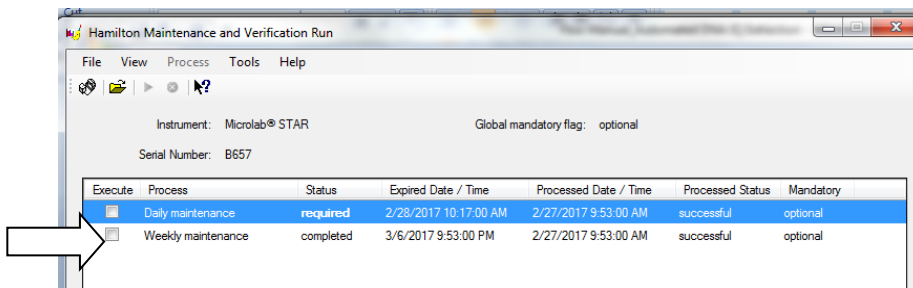 Cut
Hamilton Maintenance and Verification Run
File View Process Tools Help
Instrument: Microlab® STAR Global mandatory flag: optional
Serial Number: B657
Execute Process Status Expired Date / Time Processed Date / Time Processed Status Mandatory
Daily maintenance required 2/28/2017 10:17:00 AM 2/27/2017 9:53:00 AM successful optional
Weekly maintenance completed 3/6/2017 9:53:00 PM 2/27/2017 9:53:00 AM successful optional